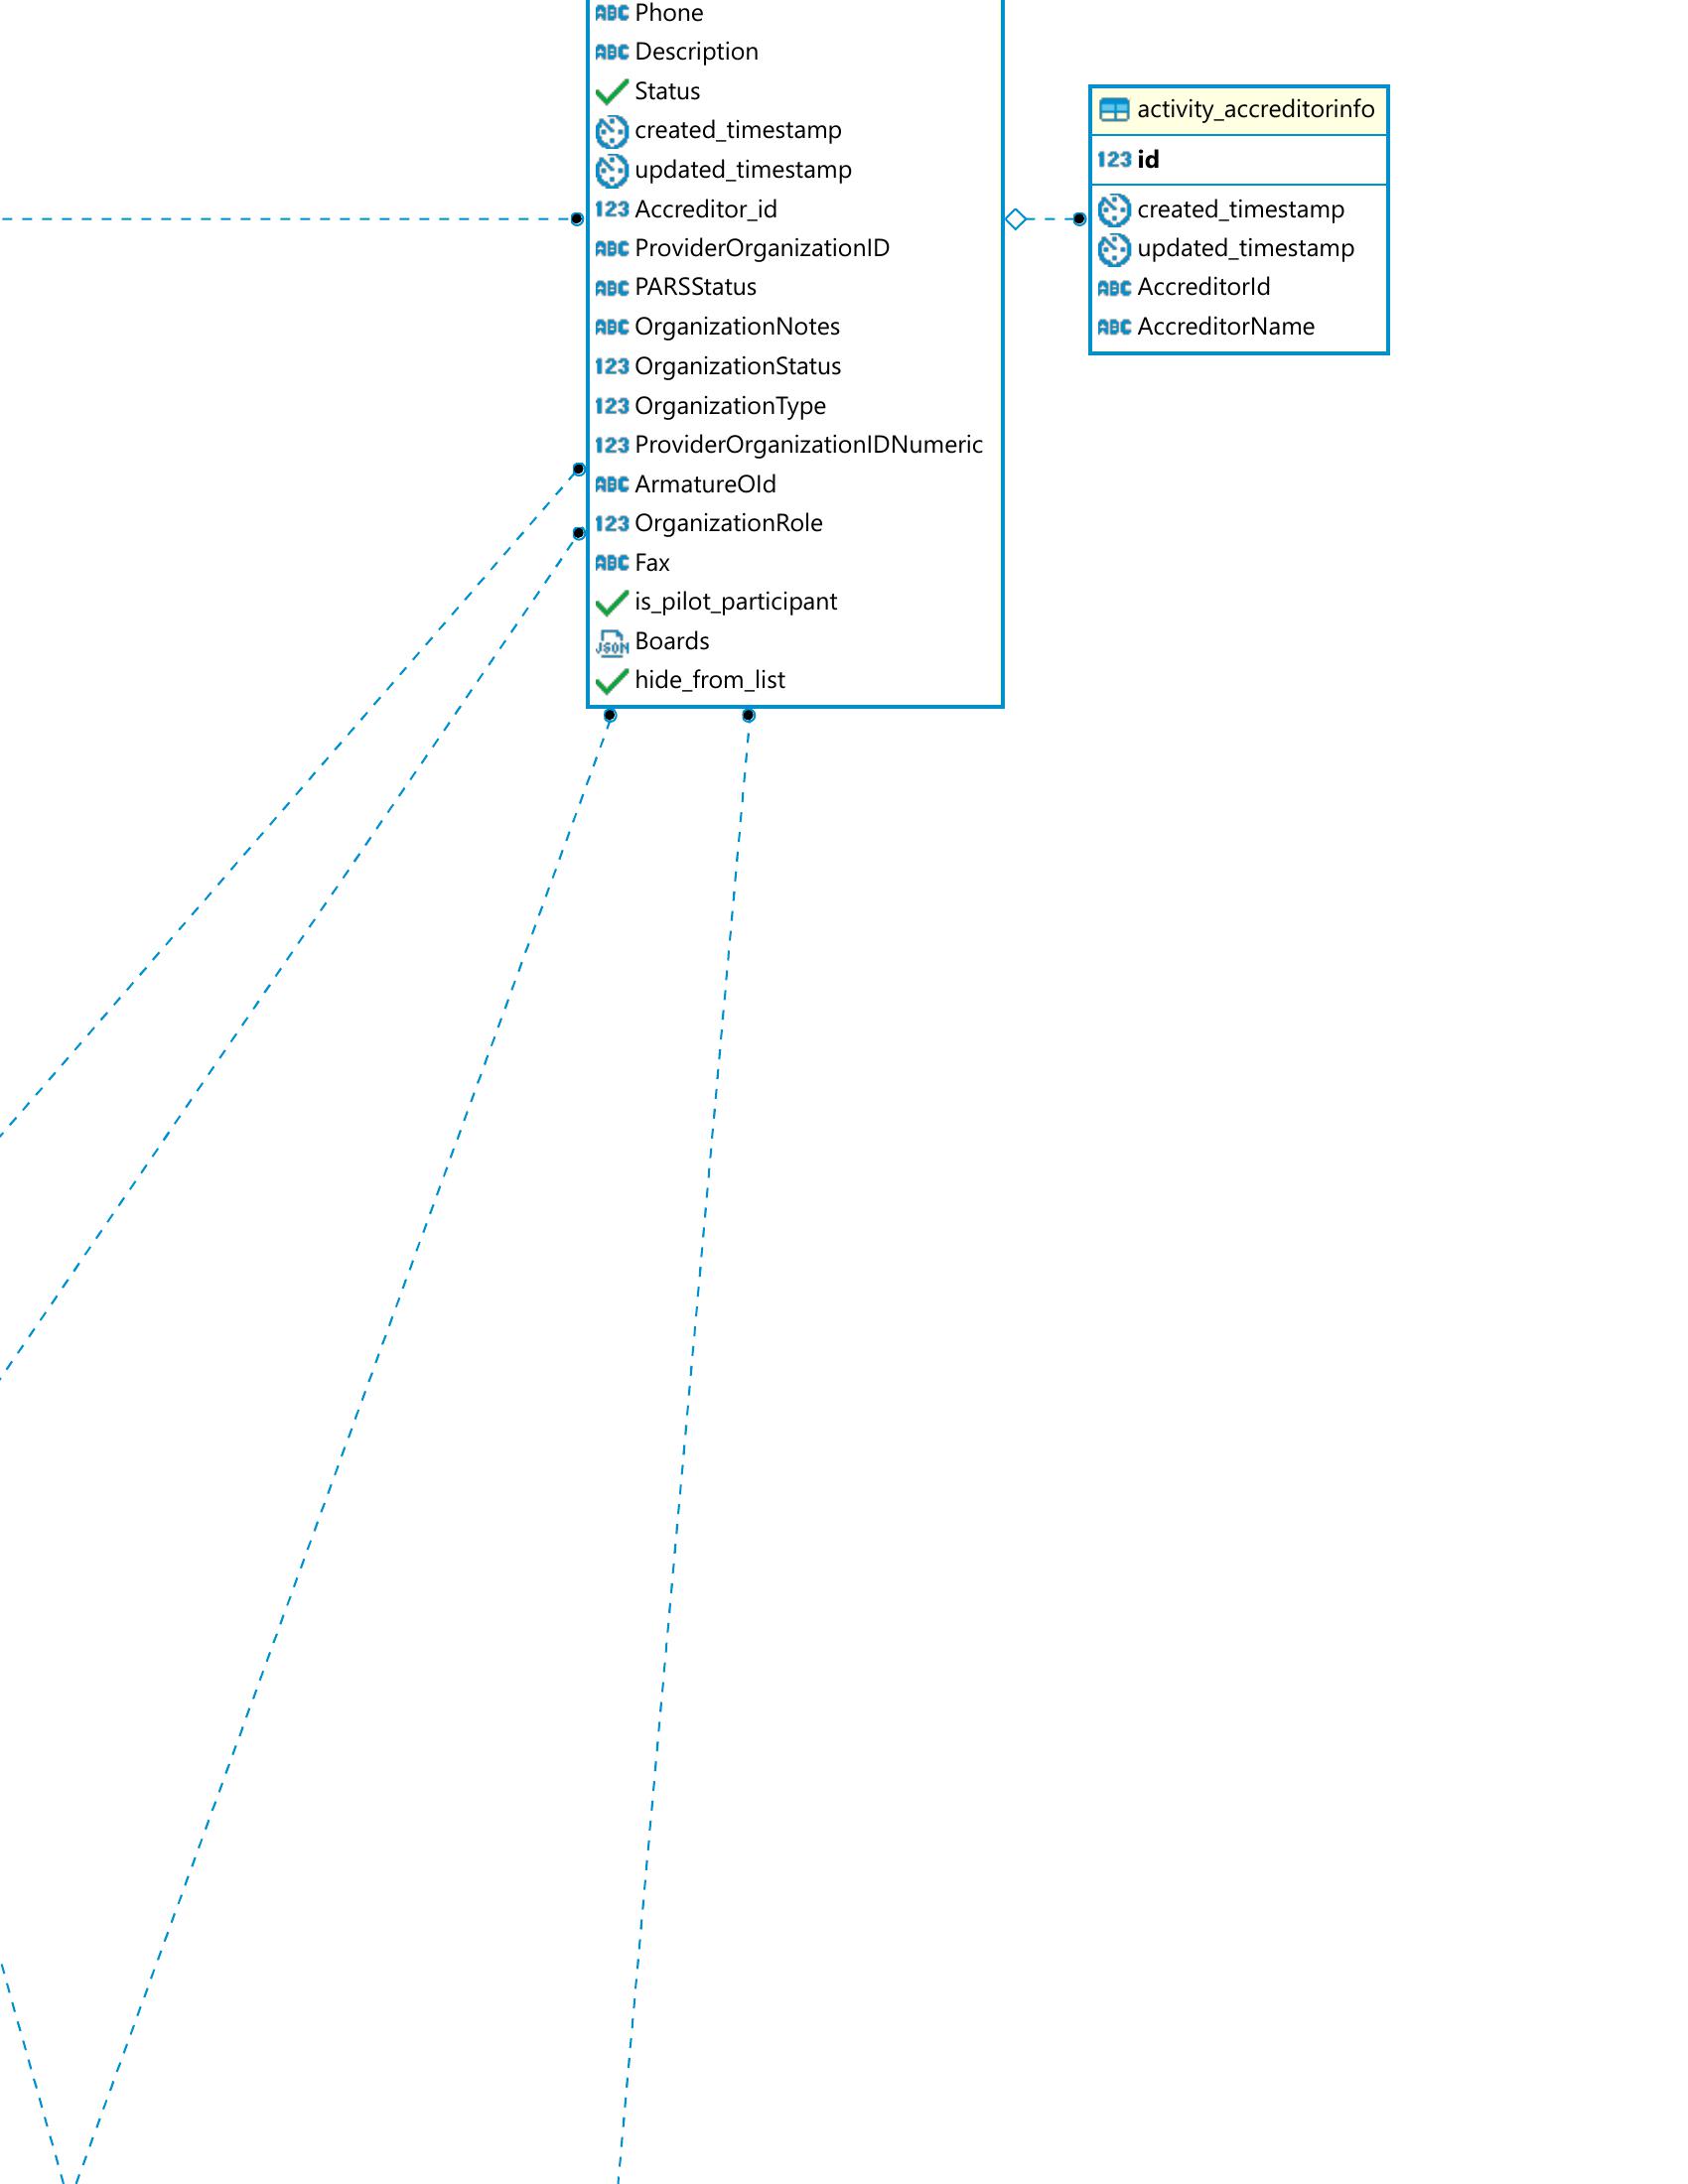 ABC Phone
ABC Description
Status
created_timestamp
updated_timestamp
123 Accreditor_id
ABC ProviderOrganizationID
ABC PARSStatus
ABC OrganizationNotes
123 OrganizationStatus
123 OrganizationType
123 ProviderOrganizationIDNumeric
ABC ArmatureOId
123 OrganizationRole
ABC Fax
is_pilot_participant
JSON Boards
hide_from_list
activity_accreditorinfo
123 id
created_timestamp
updated_timestamp
ABC AccreditorId
ABC AccreditorName